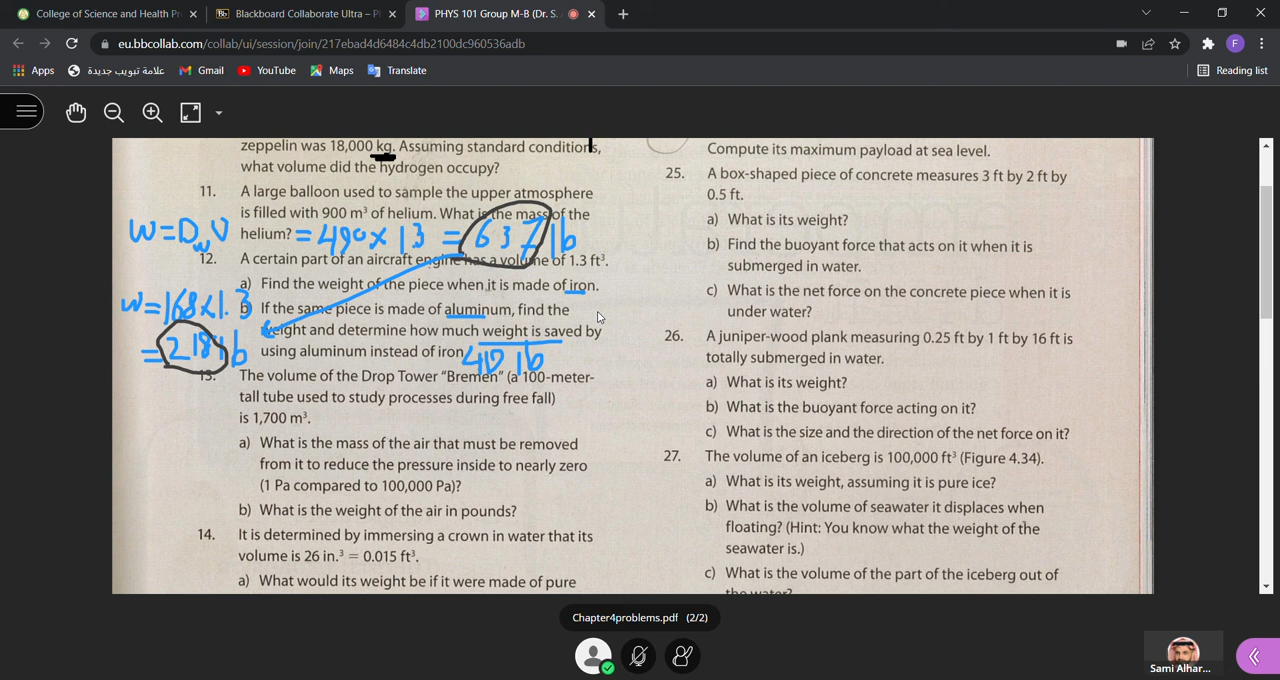 College of Science and Health Pr
Blackboard Collaborate Ultra – Pl
PHYS 101 Group M-B (Dr. S.
eu.bbcollab.com/collab/ui/session/join/217ebad4d6484c4db2100dc960536adb
Apps
علامة تبويب جديدة
Gmail
YouTube
Maps
Translate
Reading list
zeppelin was 18,000 kg. Assuming standard conditions,
what volume did the hydrogen occupy?
11. A large balloon used to sample the upper atmosphere
is filled with 900 m³ of helium. What is the mass of the
helium?
W=D_w V = 490×1.3 = 637 lb
12. A certain part of an aircraft engine has a volume of 1.3 ft³.
a) Find the weight of the piece when it is made of iron.
W=168×1.3
b) If the same piece is made of aluminum, find the
weight and determine how much weight is saved by
using aluminum instead of iron.
= 218 lb
13. The volume of the Drop Tower “Bremen” (a 100-meter-
tall tube used to study processes during free fall)
is 1,700 m³.
a) What is the mass of the air that must be removed
from it to reduce the pressure inside to nearly zero
(1 Pa compared to 100,000 Pa)?
b) What is the weight of the air in pounds?
14. It is determined by immersing a crown in water that its
volume is 26 in.³ = 0.015 ft³.
a) What would its weight be if it were made of pure
Compute its maximum payload at sea level.
25. A box-shaped piece of concrete measures 3 ft by 2 ft by
0.5 ft.
a) What is its weight?
b) Find the buoyant force that acts on it when it is
submerged in water.
c) What is the net force on the concrete piece when it is
under water?
26. A juniper-wood plank measuring 0.25 ft by 1 ft by 16 ft is
totally submerged in water.
a) What is its weight?
b) What is the buoyant force acting on it?
c) What is the size and the direction of the net force on it?
27. The volume of an iceberg is 100,000 ft³ (Figure 4.34).
a) What is its weight, assuming it is pure ice?
b) What is the volume of seawater it displaces when
floating? (Hint: You know what the weight of the
seawater is.)
c) What is the volume of the part of the iceberg out of
the water?
Chapter4problems.pdf (2/2)
Sami Alhar...